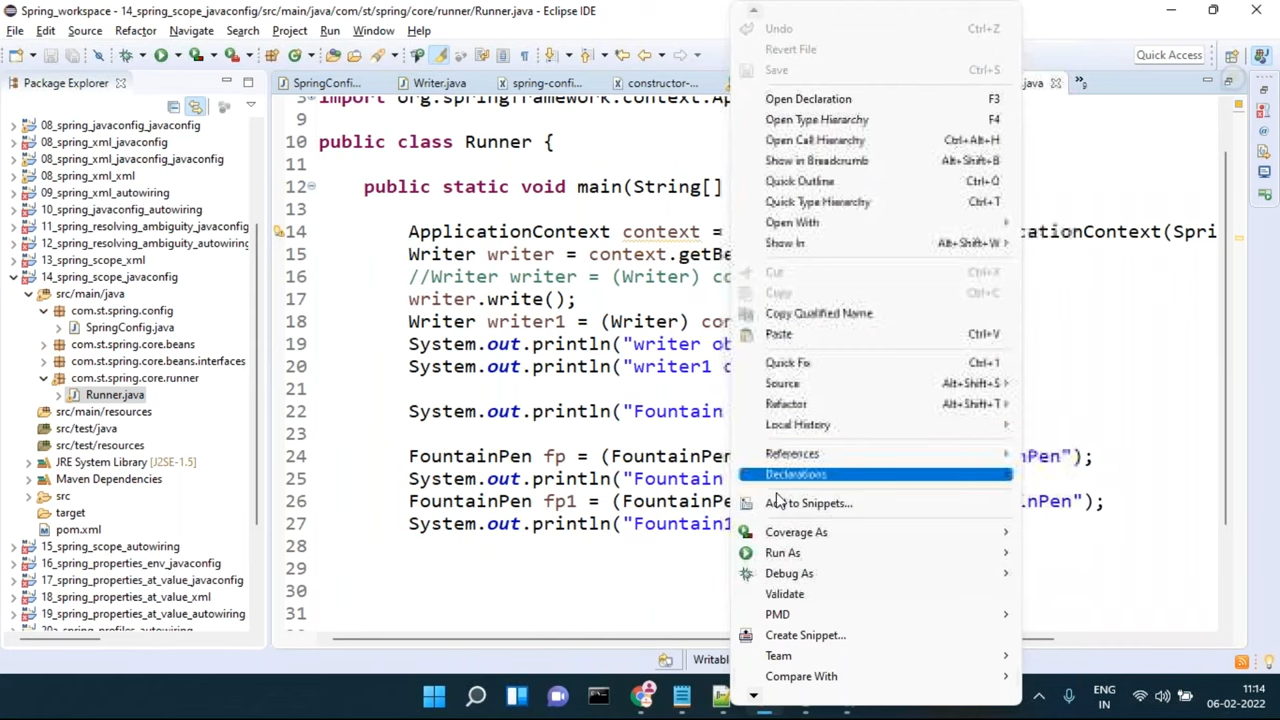 Spring_workspace - 14_spring_scope_javaconfig/src/main/java/com/st/spring/core/runner/Runner.java - Eclipse IDE
File Edit Source Refactor Navigate Search Project Run Window Help
Quick Access
Package Explorer
SpringConfi... Writer.java spring-confi... constructor-... java
08_spring_javaconfig_javaconfig
08_spring_xml_javaconfig
08_spring_xml_javaconfig_javaconfig
08_spring_xml_xml
09_spring_xml_autowiring
10_spring_javaconfig_autowiring
11_spring_resolving_ambiguity_javaconfig
12_spring_resolving_ambiguity_autowiring
13_spring_scope_xml
14_spring_scope_javaconfig
src/main/java
com.st.spring.config
SpringConfig.java
com.st.spring.core.beans
com.st.spring.core.beans.interfaces
com.st.spring.core.runner
Runner.java
src/main/resources
src/test/java
src/test/resources
JRE System Library [J2SE-1.5]
Maven Dependencies
src
target
pom.xml
15_spring_scope_autowiring
16_spring_properties_env_javaconfig
17_spring_properties_at_value_javaconfig
18_spring_properties_at_value_xml
19_spring_properties_at_value_autowiring
import org.springframework.context.Ap
9
10 public class Runner {
11
12 public static void main(String[]
13
14 ApplicationContext context = icationContext(Spri
15 Writer writer = context.getBe
16 //Writer writer = (Writer) co
17 writer.write();
18 Writer writer1 = (Writer) con
19 System.out.println("writer ob
20 System.out.println("writer1 o
22 System.out.println("Fountain
23
24 FountainPen fp = (FountainPen nPen");
25 System.out.println("Fountain
26 FountainPen fp1 = (FountainPe nPen");
27 System.out.println("Fountain1
28
29
30
31
Undo Ctrl+Z
Revert File
Save Ctrl+S
Open Declaration F3
Open Type Hierarchy F4
Open Call Hierarchy Ctrl+Alt+H
Show in Breadcrumb Alt+Shift+B
Quick Outline Ctrl+O
Quick Type Hierarchy Ctrl+T
Open With
Show In Alt+Shift+W
Cut Ctrl+X
Copy Ctrl+C
Copy Qualified Name
Paste Ctrl+V
Quick Fix Ctrl+1
Source Alt+Shift+S
Refactor Alt+Shift+T
Local History
References
Declarations
Add to Snippets...
Coverage As
Run As
Debug As
Validate
PMD
Create Snippet...
Team
Compare With
Writabl
ENG
IN
11:14
06-02-2022